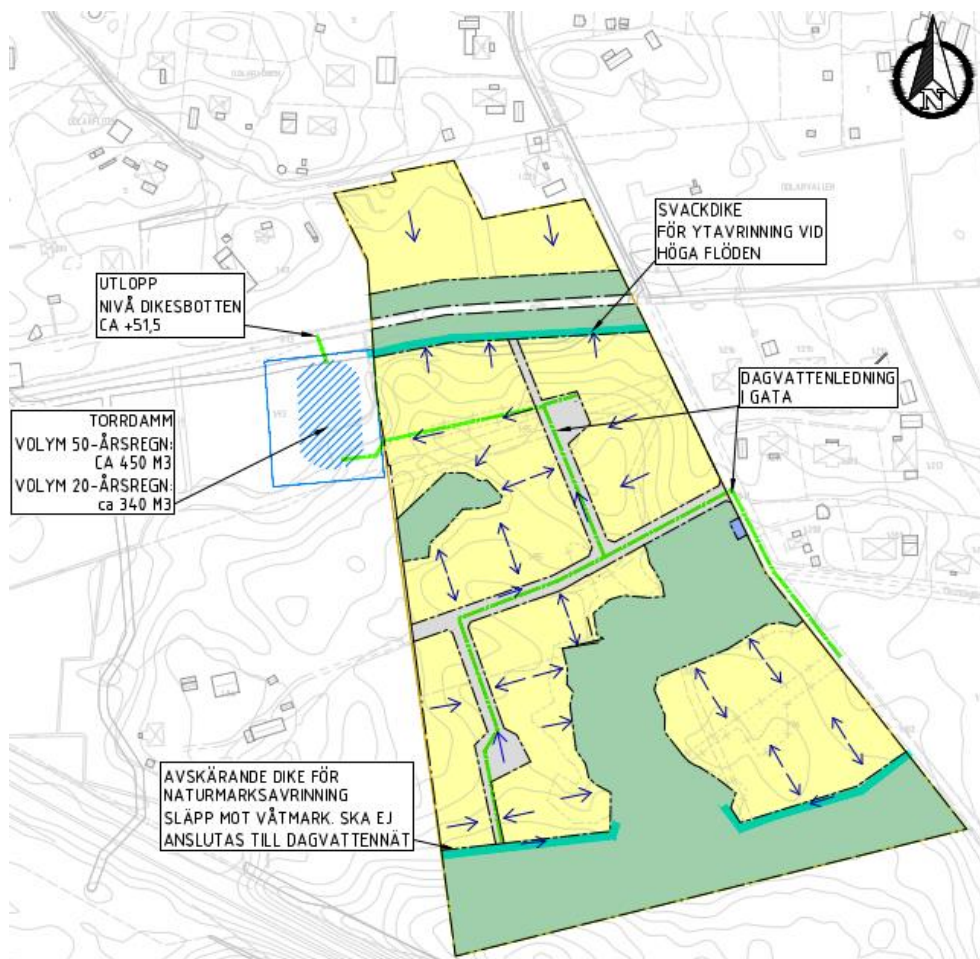 N
SVACKDIKE
FÖR YTAVRINNING VID
HÖGA FLÖDEN
UTLOPP
NIVÅ DIKESBOTTEN
CA +51,5
DAGVATTENLEDNING
I GATA
TORRDAMM
VOLYM 50-ÅRSREGN:
CA 450 M3
VOLYM 20-ÅRSREGN:
ca 340 M3
AVSKÄRANDE DIKE FÖR
NATURMARKSAVRINNING
SLÄPP MOT VÅTMARK. SKA EJ
ANSLUTAS TILL DAGVATTENNÄT